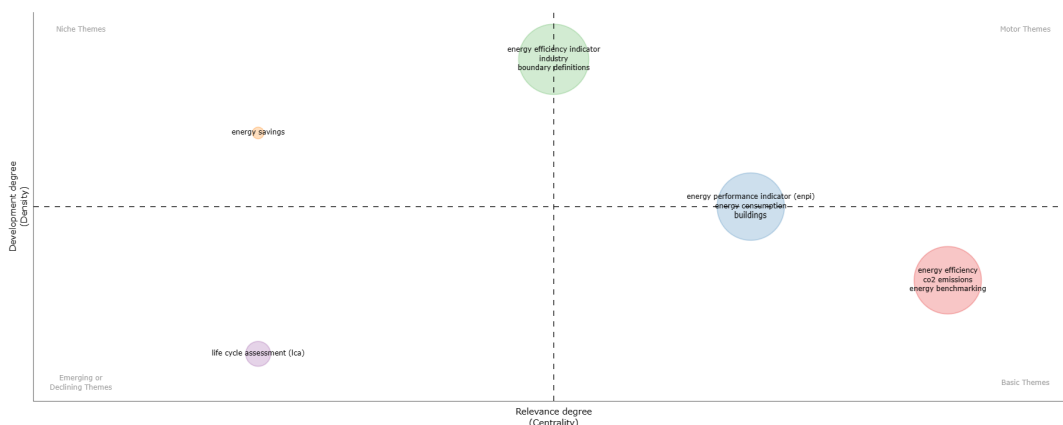 Niche Themes
Motor Themes
energy efficiency indicator
industry
boundary definitions
energy savings
Development degree
(Density)
energy performance indicator (enpi)
energy consumption
buildings
energy efficiency
co2 emissions
energy benchmarking
life cycle assessment (lca)
Emerging or
Declining Themes
Basic Themes
Relevance degree
(Centrality)